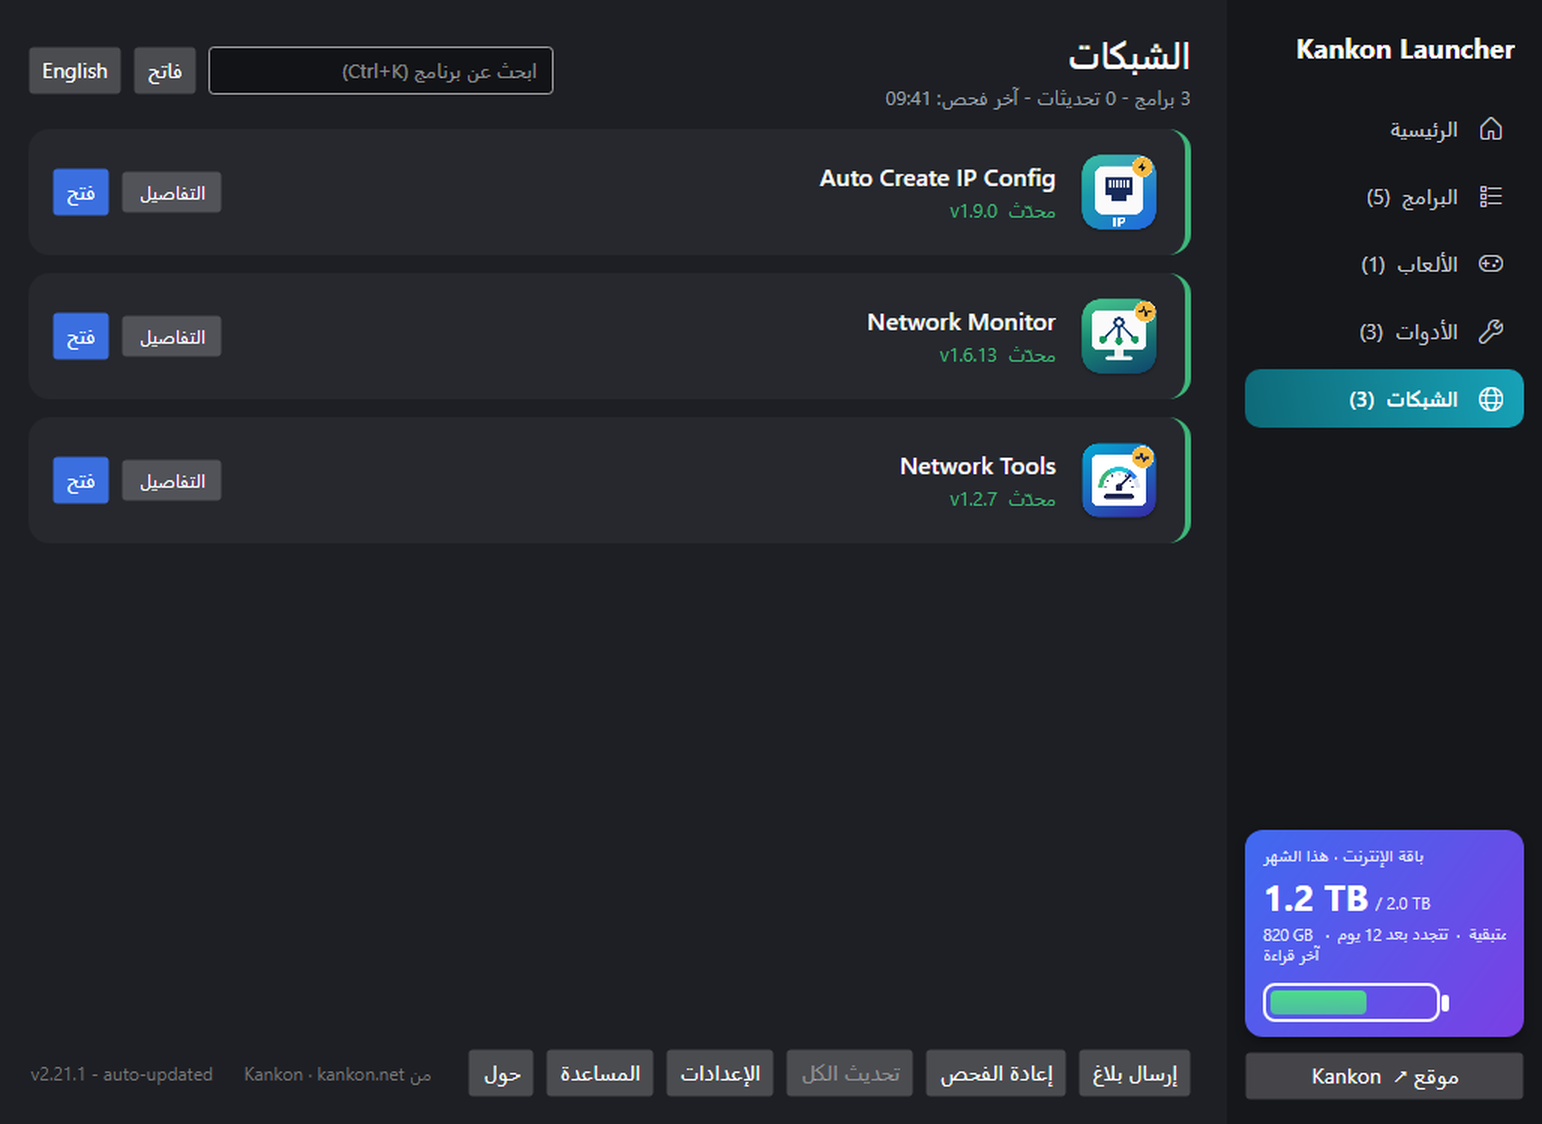 Kankon Launcher
الرئيسية
البرامج (5)
الألعاب (1)
الأدوات (3)
الشبكات (3)
باقة الإنترنت · هذا الشهر
1.2 TB / 2.0 TB
820 GB متبقية · تتجدد بعد 12 يوم ·
آخر قراءة
موقع Kankon ↗
الشبكات
3 برامج - 0 تحديثات - آخر فحص: 09:41
ابحث عن برنامج (Ctrl+K)
فاتح
English
Auto Create IP Config
محدّث v1.9.0
IP
التفاصيل
فتح
Network Monitor
محدّث v1.6.13
التفاصيل
فتح
Network Tools
محدّث v1.2.7
التفاصيل
فتح
إرسال بلاغ
إعادة الفحص
تحديث الكل
الإعدادات
المساعدة
حول
من Kankon · kankon.net
v2.21.1 - auto-updated